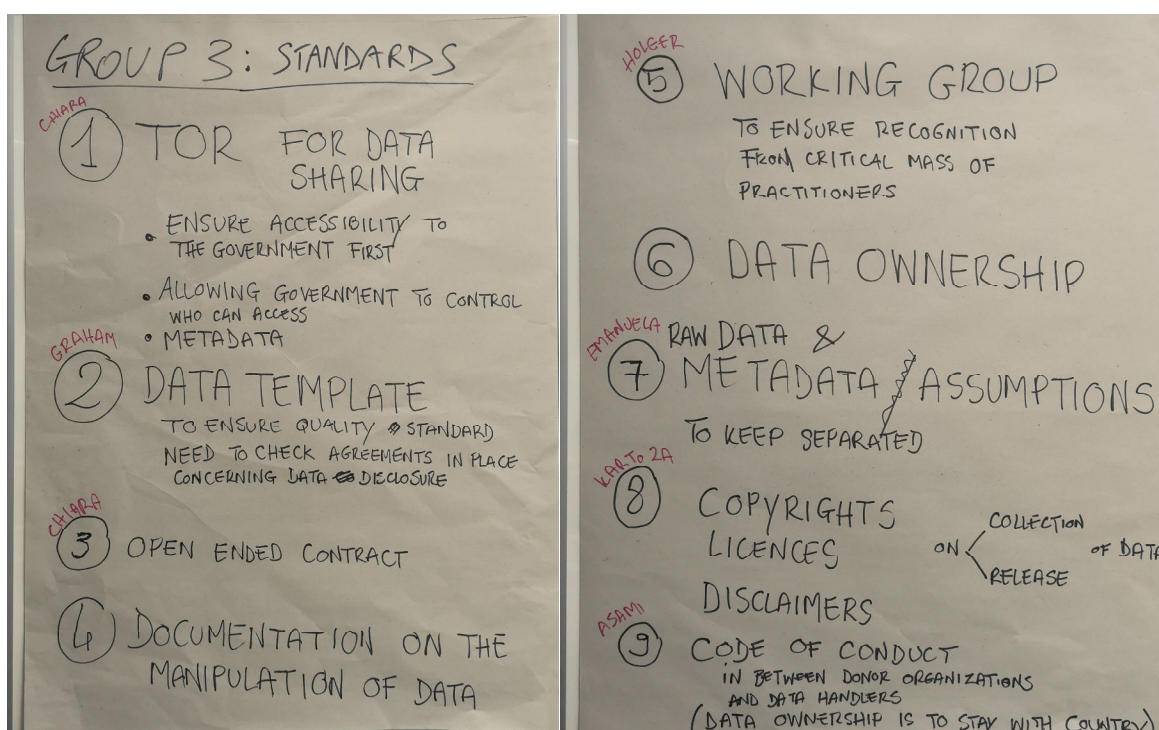 GROUP 3: STANDARDS
CHIARA
1 TOR FOR DATA
SHARING
• ENSURE ACCESSIBILITY TO
THE GOVERNMENT FIRST
• ALLOWING GOVERNMENT TO CONTROL
WHO CAN ACCESS
• METADATA
GRAHAM
2 DATA TEMPLATE
TO ENSURE QUALITY STANDARD
NEED TO CHECK AGREEMENTS IN PLACE
CONCERNING DATA DISCLOSURE
CHIARA
3 OPEN ENDED CONTRACT
4 DOCUMENTATION ON THE
MANIPULATION OF DATA
HOLGER
5 WORKING GROUP
TO ENSURE RECOGNITION
FROM CRITICAL MASS OF
PRACTITIONERS
6 DATA OWNERSHIP
EMANUELA
RAW DATA &
7 METADATA / ASSUMPTIONS
TO KEEP SEPARATED
KARTOZA
8 COPYRIGHTS
LICENCES
DISCLAIMERS
ON
COLLECTION
RELEASE
OF DATA
ASAMI
9 CODE OF CONDUCT
IN BETWEEN DONOR ORGANIZATIONS
AND DATA HANDLERS
(DATA OWNERSHIP IS TO STAY WITH COUNTRY)